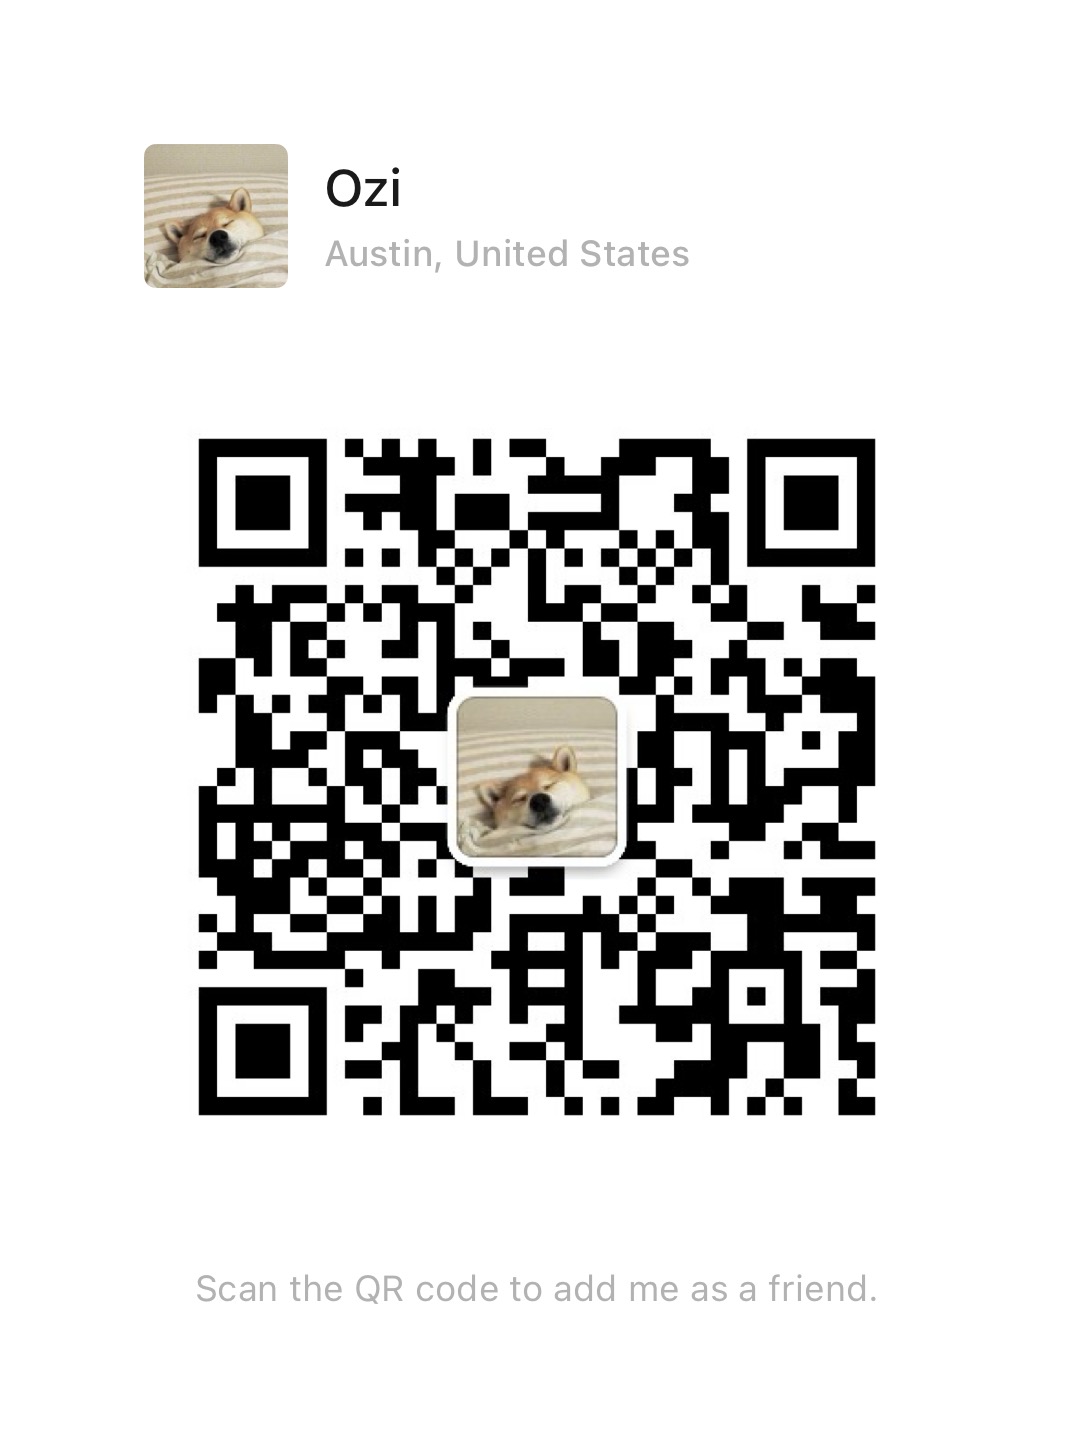 Ozi
Austin, United States
Scan the QR code to add me as a friend.